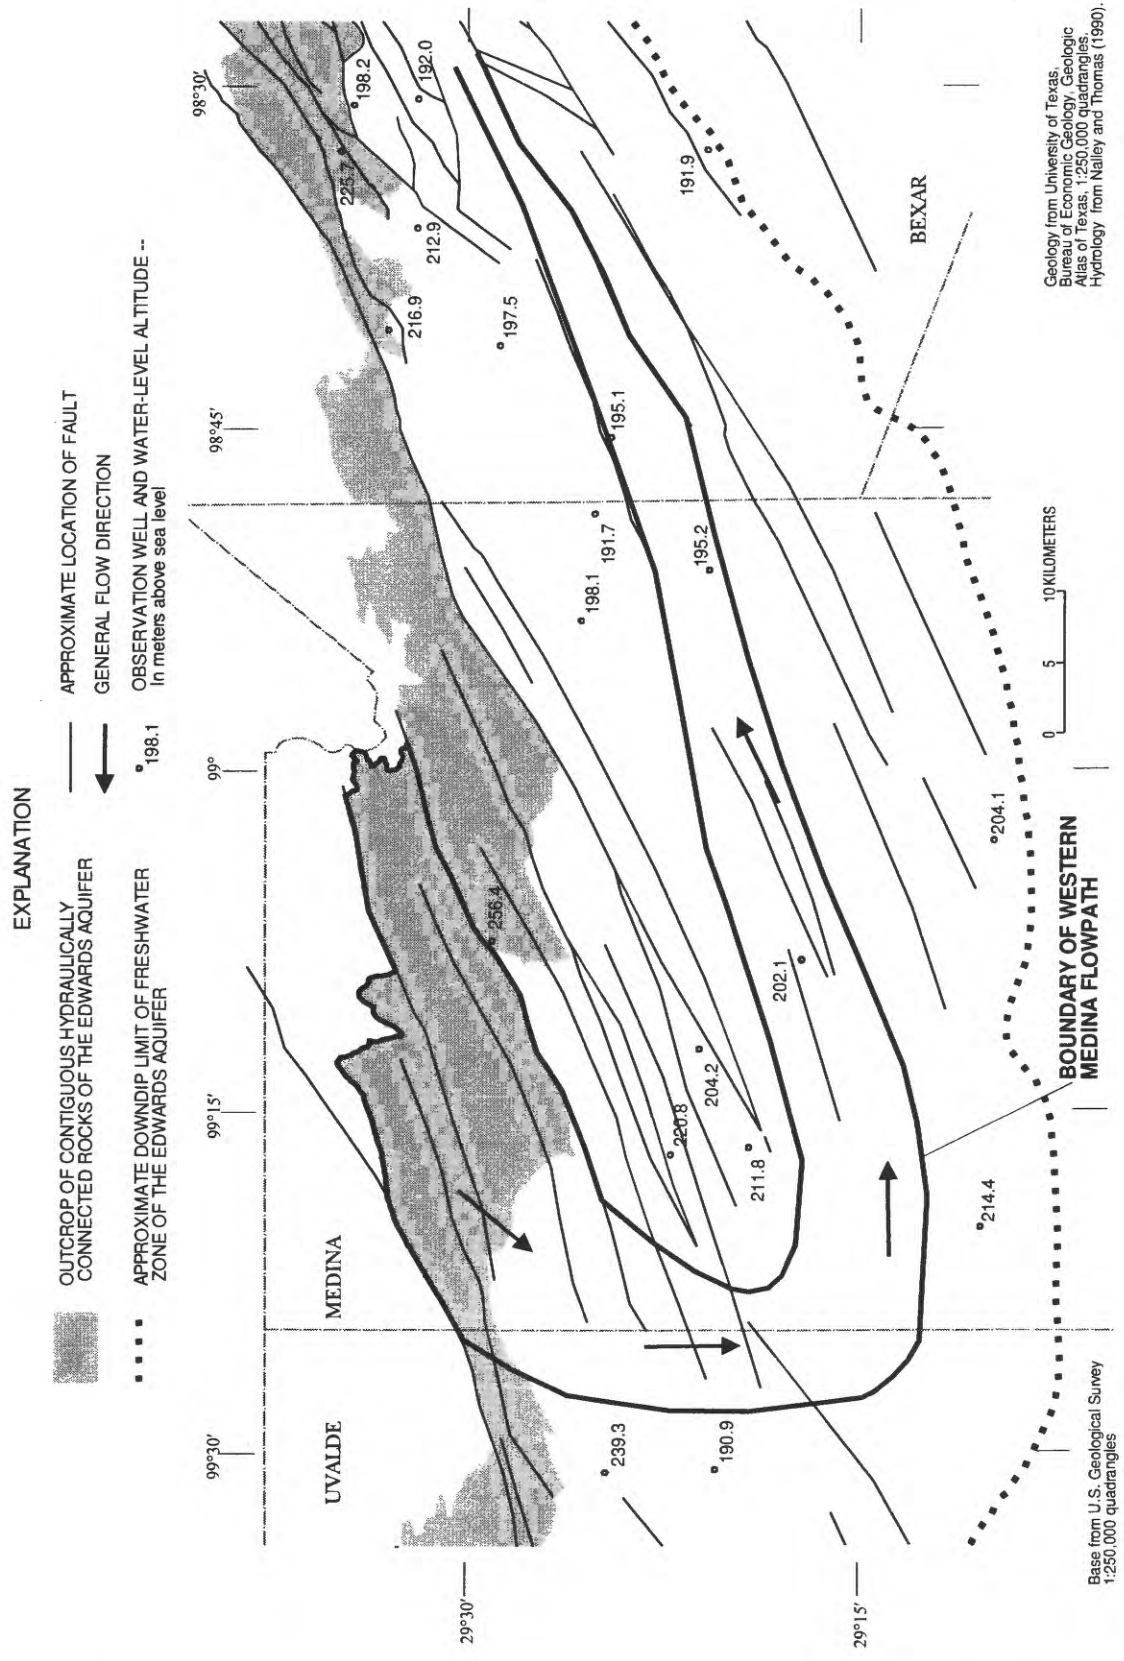 EXPLANATION
OUTCROP OF CONTIGUOUS HYDRAULICALLY
CONNECTED ROCKS OF THE EDWARDS AQUIFER
APPROXIMATE DOWNDIP LIMIT OF FRESHWATER
ZONE OF THE EDWARDS AQUIFER
APPROXIMATE LOCATION OF FAULT
GENERAL FLOW DIRECTION
198.1
OBSERVATION WELL AND WATER-LEVEL ALTITUDE --
In meters above sea level
99°30'
99°15'
99°
98°45'
98°30'
29°30'
29°15'
UVALDE
MEDINA
BEXAR
239.3
190.9
256.4
220.8
204.2
211.8
202.1
214.4
204.1
198.1
191.7
195.2
195.1
197.5
216.9
212.9
225.7
198.2
192.0
191.9
BOUNDARY OF WESTERN
MEDINA FLOWPATH
0 5 10 KILOMETERS
Base from U.S. Geological Survey
1:250,000 quadrangles
Geology from University of Texas,
Bureau of Economic Geology, Geologic
Atlas of Texas, 1:250,000 quadrangles,
Hydrology from Nalley and Thomas (1990).